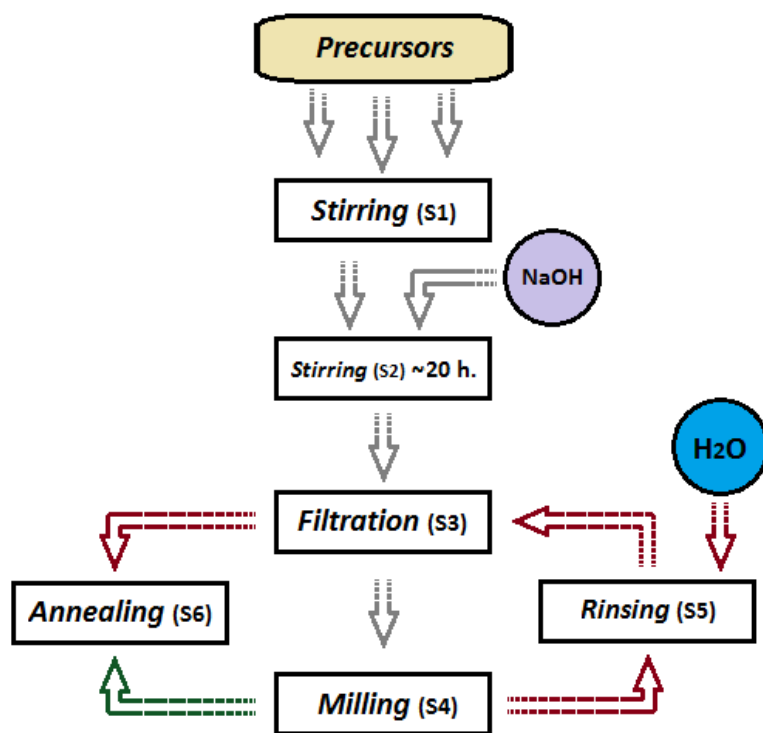 Precursors
Stirring (S1)
NaOH
Stirring (S2) ~20 h.
H2O
Filtration (S3)
Annealing (S6)
Rinsing (S5)
Milling (S4)